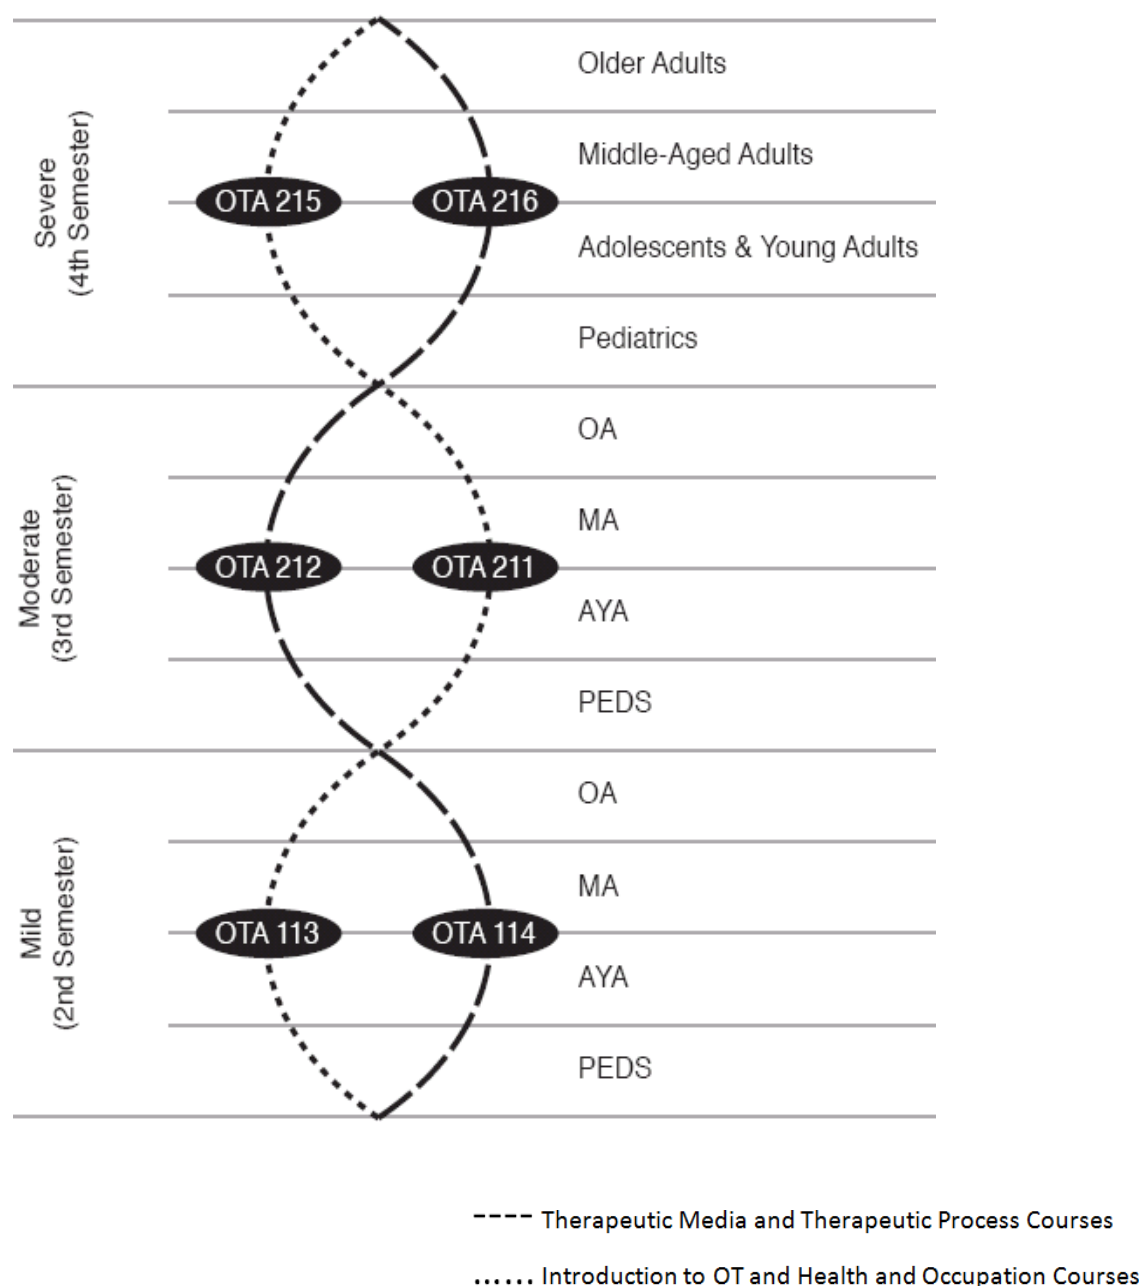 Older Adults
Middle-Aged Adults
Severe
(4th Semester)
OTA 215
OTA 216
Adolescents & Young Adults
Pediatrics
OA
MA
Moderate
(3rd Semester)
OTA 212
OTA 211
AYA
PEDS
OA
MA
Mild
(2nd Semester)
OTA 113
OTA 114
AYA
PEDS
---- Therapeutic Media and Therapeutic Process Courses
...... Introduction to OT and Health and Occupation Courses